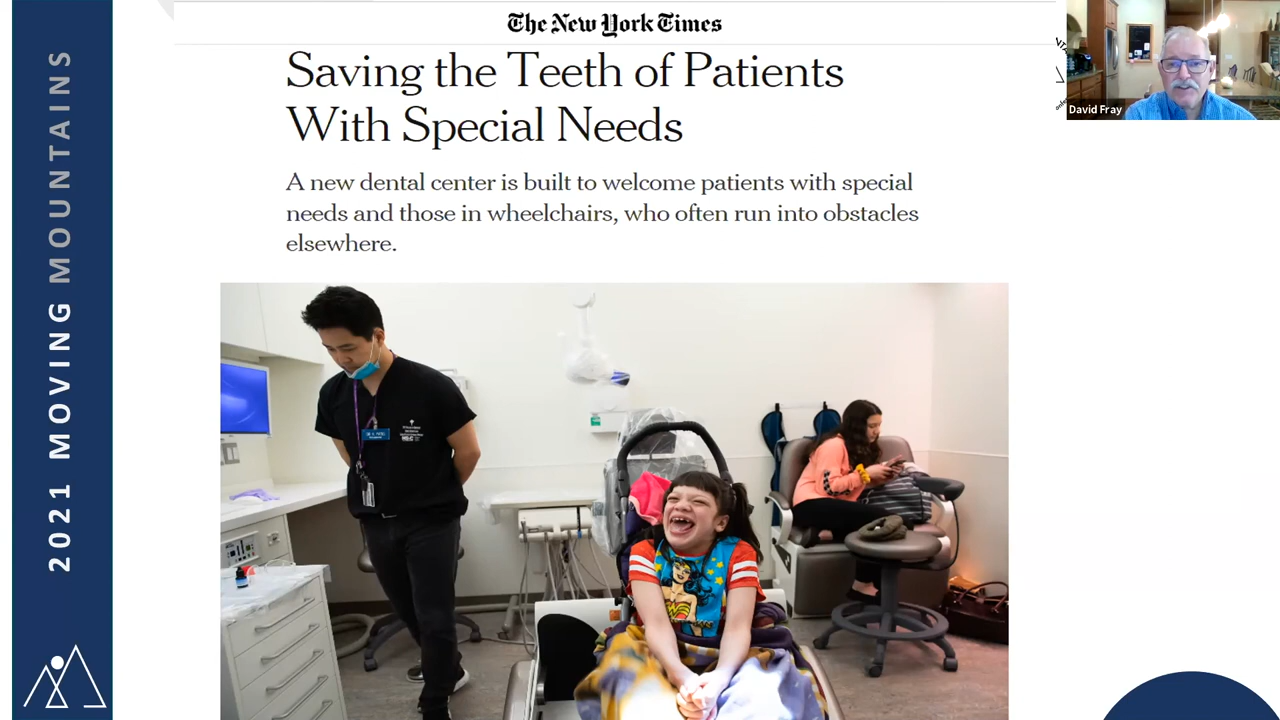 The New York Times
Saving the Teeth of Patients
With Special Needs
A new dental center is built to welcome patients with special
needs and those in wheelchairs, who often run into obstacles
elsewhere.
2021 MOVING MOUNTAINS
David Fray